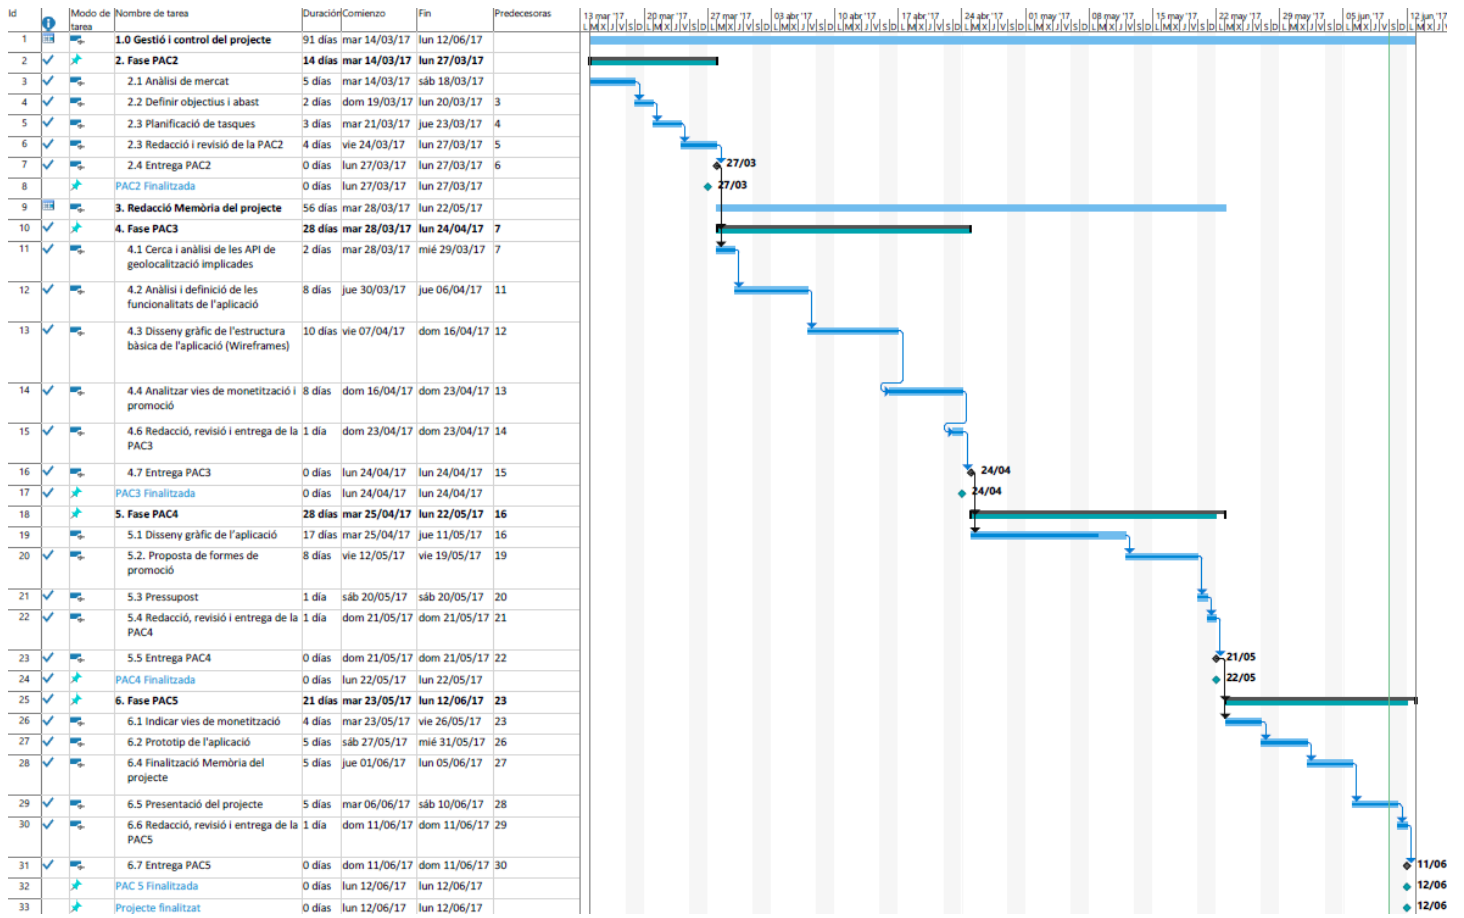 Id Modo de tarea Nombre de tarea Duración Comienzo Fin Predecesoras
13 mar '17 20 mar '17 27 mar '17 03 abr '17 10 abr '17 17 abr '17 24 abr '17 01 may '17 08 may '17 15 may '17 22 may '17 29 may '17 05 jun '17 12 jun '17
L M X J V S D L M X J V S D L M X J V S D L M X J V S D L M X J V S D L M X J V S D L M X J V S D L M X J V S D L M X J V S D L M X J V S D L M X J V S D L M X J V S D L M X J V S D L M X J V
1 1.0 Gestió i control del projecte 91 días mar 14/03/17 lun 12/06/17
2 2. Fase PAC2 14 días mar 14/03/17 lun 27/03/17
3 2.1 Anàlisi de mercat 5 días mar 14/03/17 sáb 18/03/17
4 2.2 Definir objectius i abast 2 días dom 19/03/17 lun 20/03/17 3
5 2.3 Planificació de tasques 3 días mar 21/03/17 jue 23/03/17 4
6 2.3 Redacció i revisió de la PAC2 4 días vie 24/03/17 lun 27/03/17 5
7 2.4 Entrega PAC2 0 días lun 27/03/17 lun 27/03/17 6 27/03
8 PAC2 Finalitzada 0 días lun 27/03/17 lun 27/03/17 27/03
9 3. Redacció Memòria del projecte 56 días mar 28/03/17 lun 22/05/17
10 4. Fase PAC3 28 días mar 28/03/17 lun 24/04/17 7
11 4.1 Cerca i anàlisi de les API de 2 días mar 28/03/17 mié 29/03/17 7
geolocalització implicades
12 4.2 Anàlisi i definició de les 8 días jue 30/03/17 jue 06/04/17 11
funcionalitats de l'aplicació
13 4.3 Disseny gràfic de l'estructura 10 días vie 07/04/17 dom 16/04/17 12
bàsica de l'aplicació (Wireframes)
14 4.4 Analitzar vies de monetització i 8 días dom 16/04/17 dom 23/04/17 13
promoció
15 4.6 Redacció, revisió i entrega de la 1 día dom 23/04/17 dom 23/04/17 14
PAC3
16 4.7 Entrega PAC3 0 días lun 24/04/17 lun 24/04/17 15 24/04
17 PAC3 Finalitzada 0 días lun 24/04/17 lun 24/04/17 24/04
18 5. Fase PAC4 28 días mar 25/04/17 lun 22/05/17 16
19 5.1 Disseny gràfic de l'aplicació 17 días mar 25/04/17 jue 11/05/17 16
20 5.2. Proposta de formes de 8 días vie 12/05/17 vie 19/05/17 19
promoció
21 5.3 Pressupost 1 día sáb 20/05/17 sáb 20/05/17 20
22 5.4 Redacció, revisió i entrega de la 1 día dom 21/05/17 dom 21/05/17 21
PAC4
23 5.5 Entrega PAC4 0 días dom 21/05/17 dom 21/05/17 22 21/05
24 PAC4 Finalitzada 0 días lun 22/05/17 lun 22/05/17 22/05
25 6. Fase PAC5 21 días mar 23/05/17 lun 12/06/17 23
26 6.1 Indicar vies de monetització 4 días mar 23/05/17 vie 26/05/17 23
27 6.2 Prototip de l'aplicació 5 días sáb 27/05/17 mié 31/05/17 26
28 6.4 Finalització Memòria del 5 días jue 01/06/17 lun 05/06/17 27
projecte
29 6.5 Presentació del projecte 5 días mar 06/06/17 sáb 10/06/17 28
30 6.6 Redacció, revisió i entrega de la 1 día dom 11/06/17 dom 11/06/17 29
PAC5
31 6.7 Entrega PAC5 0 días dom 11/06/17 dom 11/06/17 30 11/06
32 PAC 5 Finalitzada 0 días lun 12/06/17 lun 12/06/17 12/06
33 Projecte finalitzat 0 días lun 12/06/17 lun 12/06/17 12/06